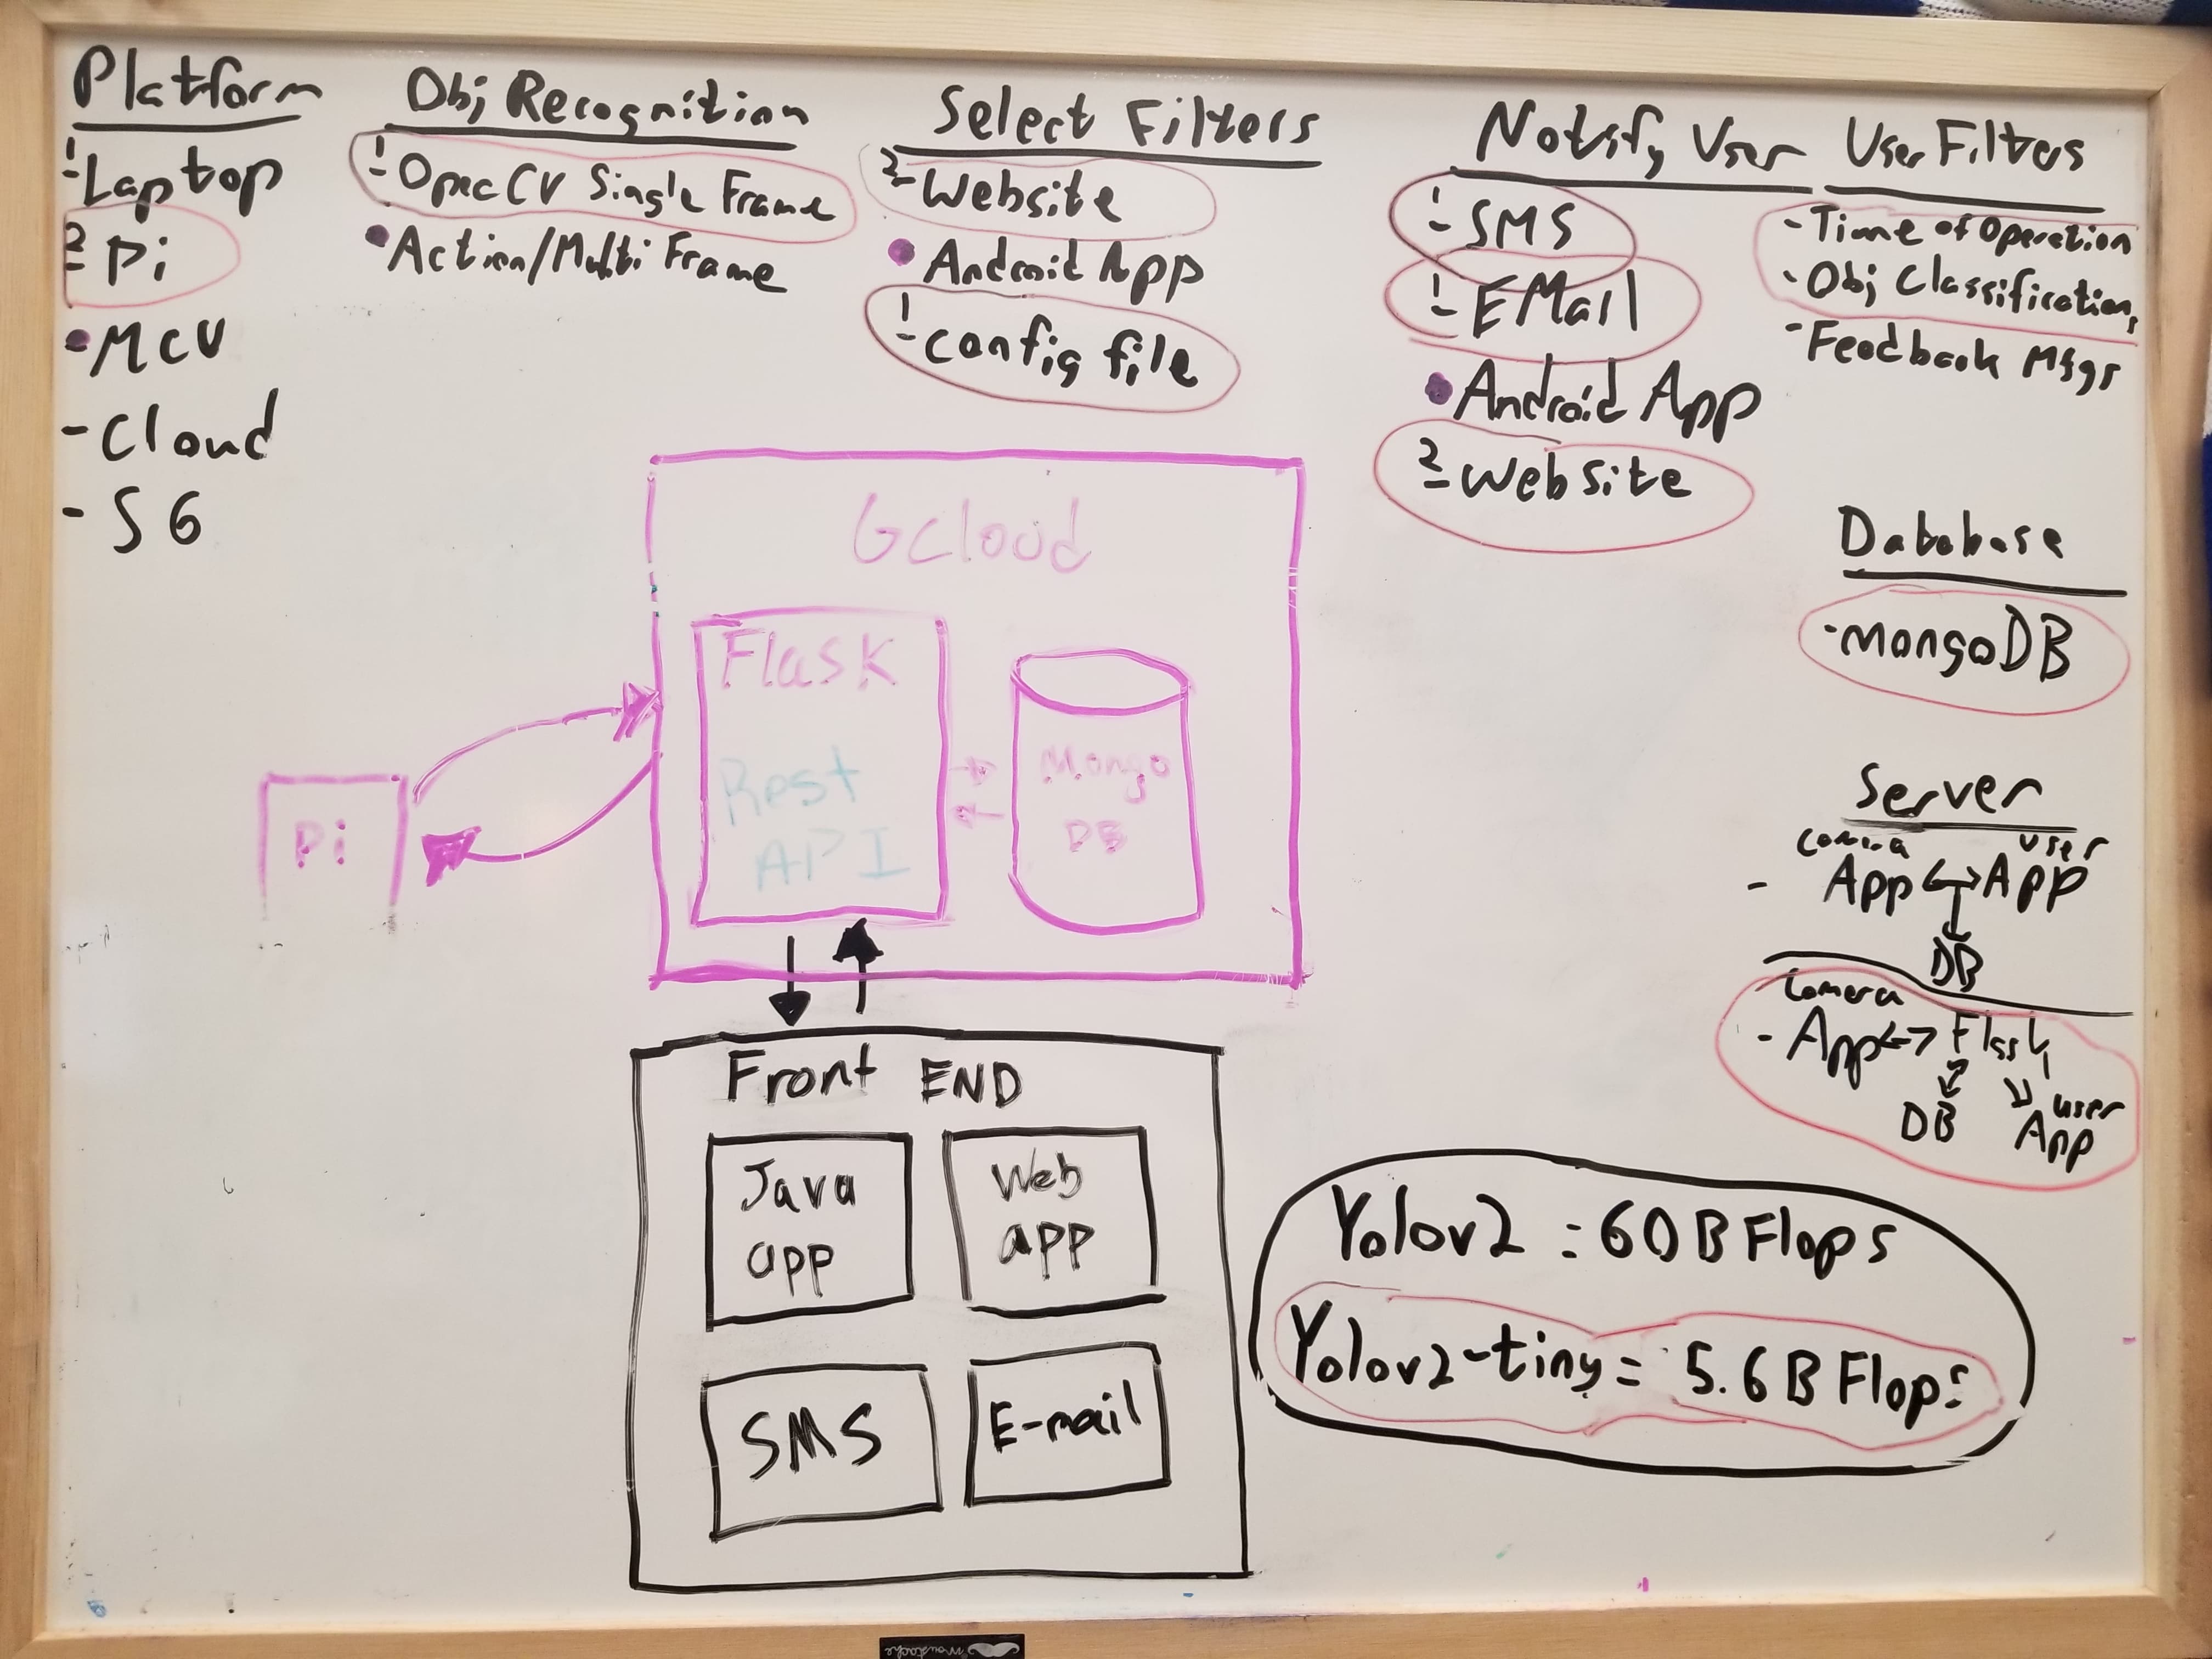 Platform
1 - Laptop
2 - Pi
• MCU
- Cloud
- S6
Obj Recognition
1 - OpenCV Single Frame
• Action/Multi Frame
Select Filters
2 - Website
• Android App
1 - config file
Notify User
1 - SMS
1 - EMail
• Android App
2 - Website
User Filters
- Time of Operation
- Obj Classifications
- Feedback Msgs
Database
- MongoDB
Server
Camera User
- App <-> App
DB
Camera
- App <-> Flask
DB
user
App
Gcloud
Flask
Rest
API
Mongo
DB
Pi
Front END
Java
app
Web
app
SMS
E-mail
Yolov2 = 60 B Flops
Yolov2-tiny = 5.6 B Flops
moustache